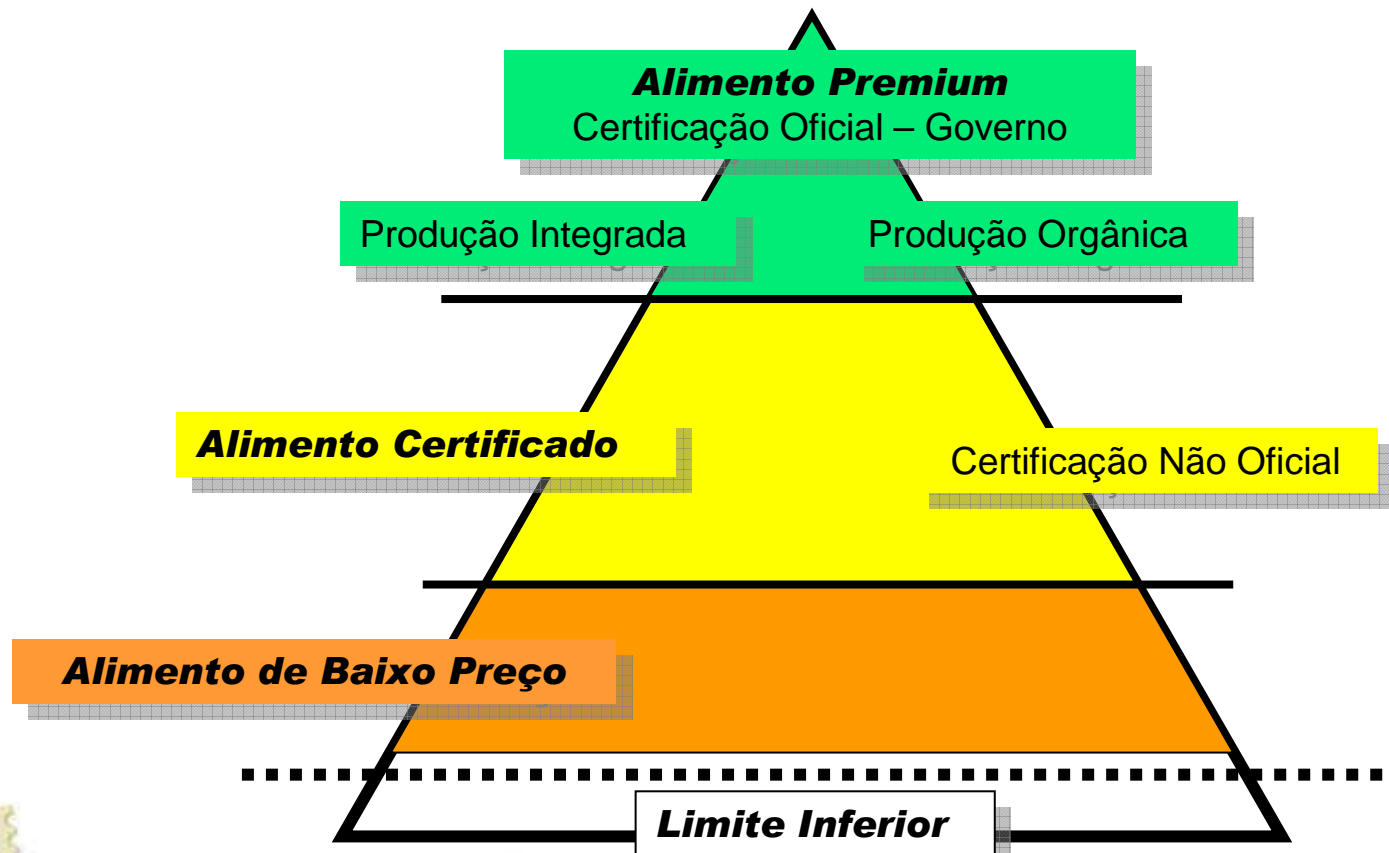 Alimento Premium
Certificação Oficial – Governo
Produção Integrada
Produção Orgânica
Alimento Certificado
Certificação Não Oficial
Alimento de Baixo Preço
Limite Inferior